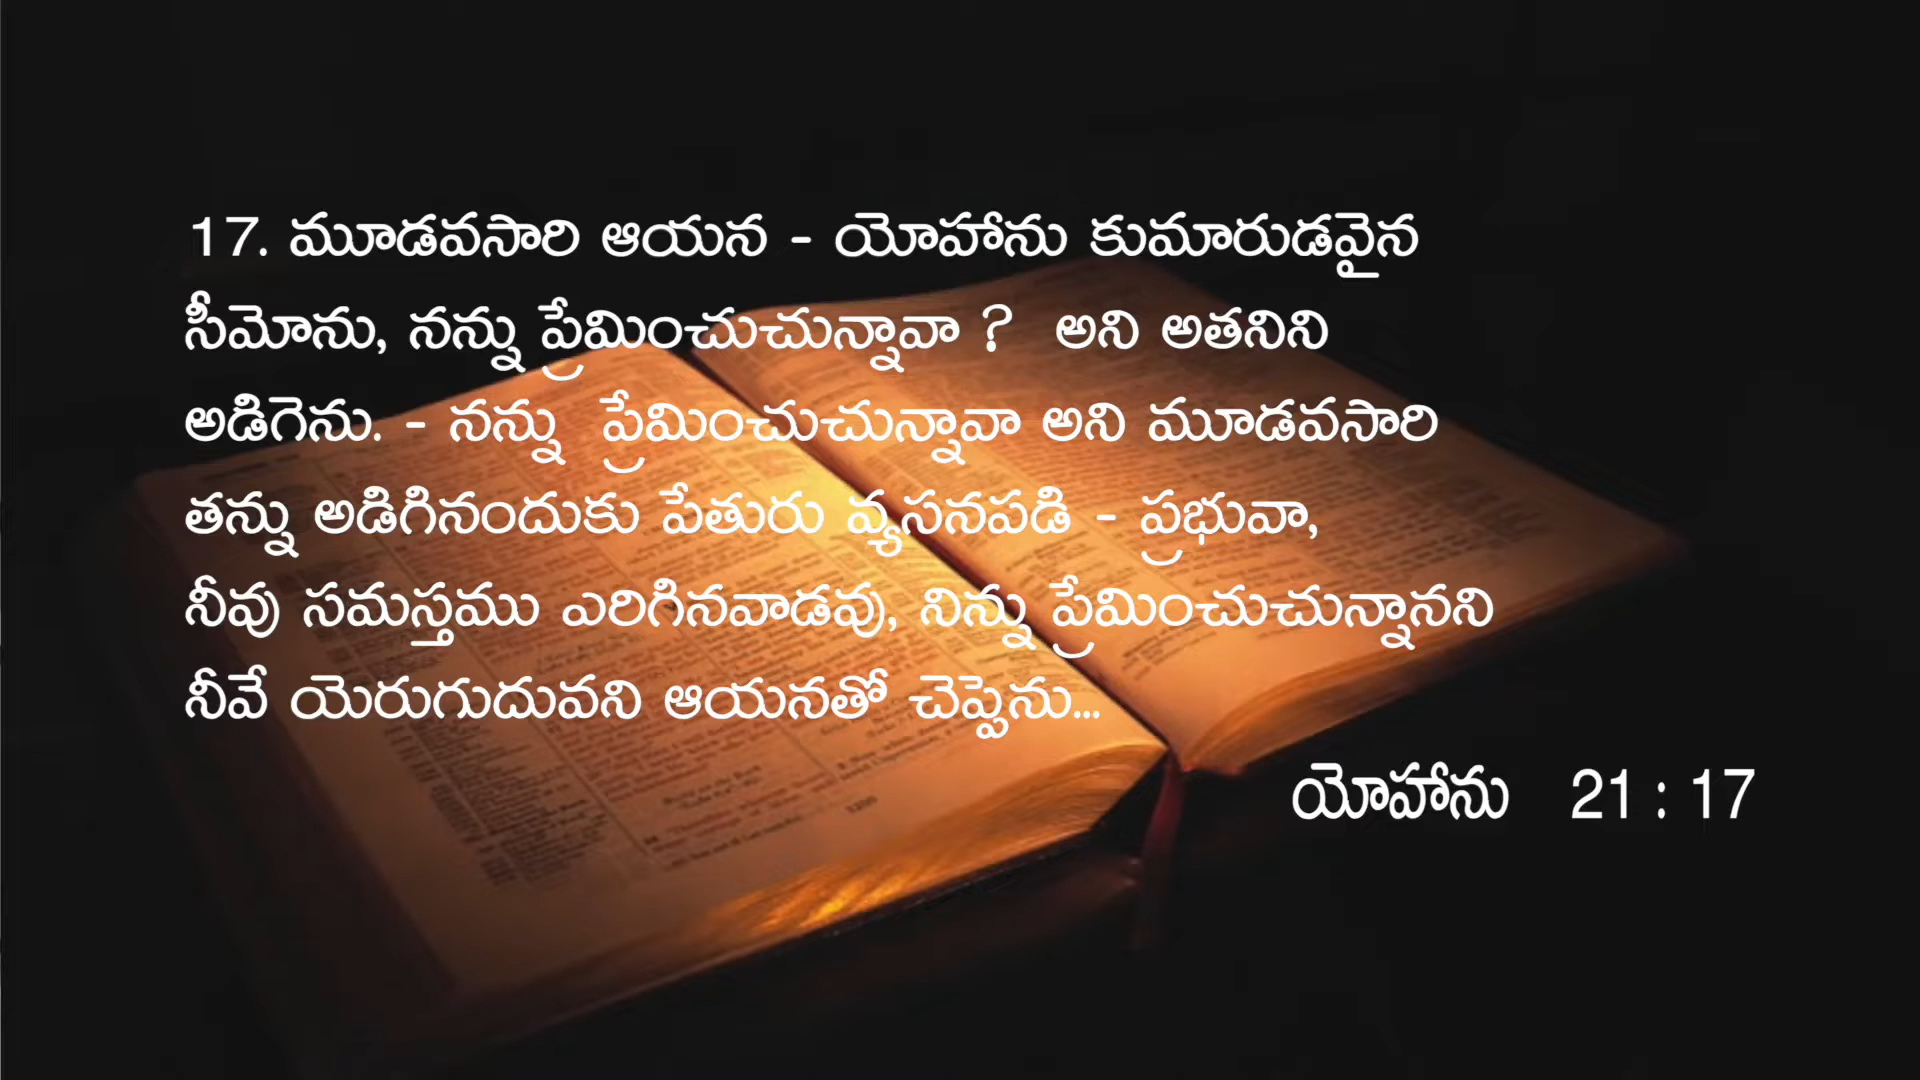 17. మూడవసారి ఆయన - యోహాను కుమారుడవైన
సీమోను, నన్ను ప్రేమించుచున్నావా ? అని అతనిని
అడిగెను. - నన్ను ప్రేమించుచున్నావా అని మూడవసారి
తన్ను అడిగినందుకు పేతురు వ్యసనపడి - ప్రభువా,
నీవు సమస్తము ఎరిగినవాడవు, నిన్ను ప్రేమించుచున్నానని
నీవే యెరుగుదువని ఆయనతో చెప్పెను...
యోహాను 21 : 17